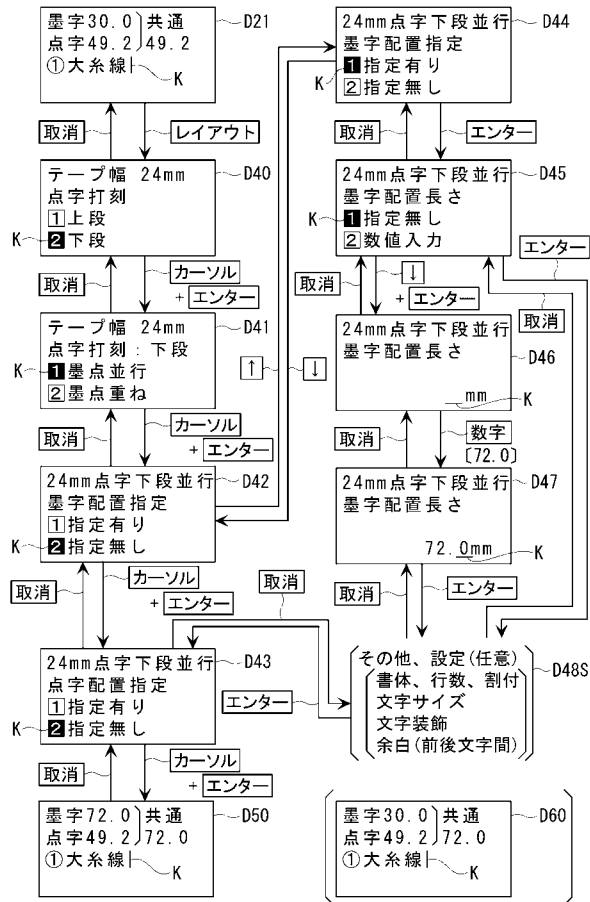 墨字30.0 共通
点字49.2 49.2
①大糸線
D21
K
取消
レイアウト
テープ幅 24mm
点字打刻
1上段
2下段
D40
K
取消
カーソル
+エンター
テープ幅 24mm
点字打刻：下段
1墨点並行
2墨点重ね
D41
K
取消
カーソル
+エンター
24mm点字下段並行
墨字配置指定
1指定有り
2指定無し
D42
K
取消
カーソル
+エンター
24mm点字下段並行
点字配置指定
1指定有り
2指定無し
D43
K
取消
カーソル
+エンター
墨字72.0 共通
点字49.2 72.0
①大糸線
D50
K
↑
↓
24mm点字下段並行
墨字配置指定
1指定有り
2指定無し
D44
K
取消
エンター
24mm点字下段並行
墨字配置長さ
1指定無し
2数値入力
D45
K
取消
↓
+エンター
エンター
取消
24mm点字下段並行
墨字配置長さ
mm
D46
K
取消
数字
[72.0]
24mm点字下段並行
墨字配置長さ
72.0mm
D47
K
取消
エンター
取消
エンター
その他、設定(任意)
書体、行数、割付
文字サイズ
文字装飾
余白(前後文字間)
D48S
墨字30.0 共通
点字49.2 72.0
①大糸線
D60
K